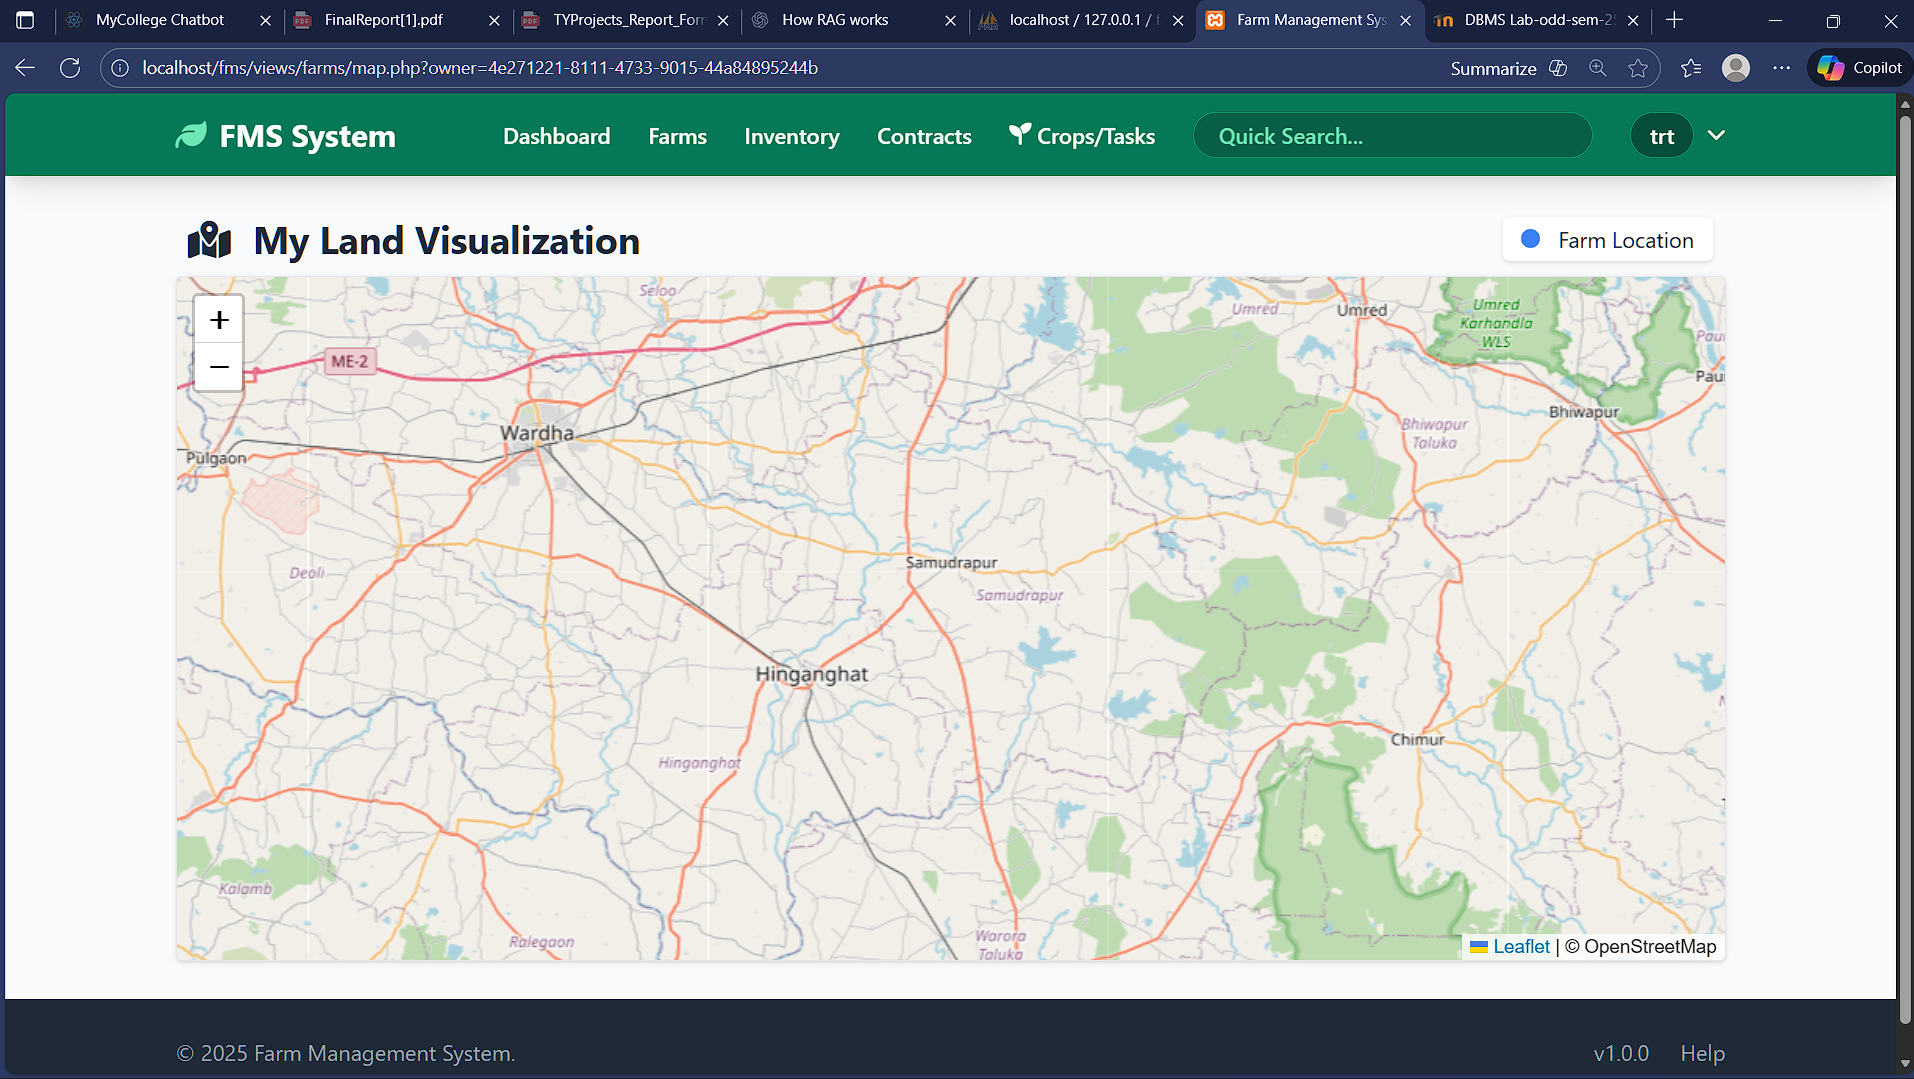 MyCollege Chatbot
FinalReport[1].pdf
TYProjects_Report_For
How RAG works
localhost / 127.0.0.1 / f
Farm Management Sys
DBMS Lab-odd-sem-2
localhost/fms/views/farms/map.php?owner=4e271221-8111-4733-9015-44a84895244b
Summarize
Copilot
FMS System
Dashboard
Farms
Inventory
Contracts
Crops/Tasks
Quick Search...
trt
My Land Visualization
Farm Location
+
−
Seloo
Umred
Umred
Umred
Karhandla
WLS
Pau
Pau
ME-2
Bhiwapur
Bhiwapur
Taluka
Wardha
Pulgaon
Samudrapur
Deoli
Samudrapur
Hinganghat
Chimur
Hinganghat
Kalamb
Ralegaon
Warora
Taluka
Leaflet | © OpenStreetMap
© 2025 Farm Management System.
v1.0.0
Help